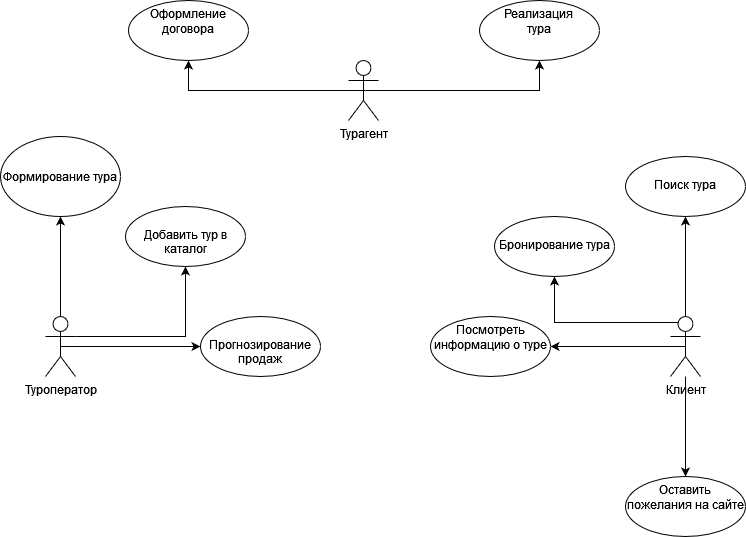 Оформление
договора
Реализация
тура
Турагент
Формирование тура
Поиск тура
Добавить тур в
каталог
Бронирование тура
Прогнозирование
продаж
Посмотреть
информацию о туре
Туроператор
Клиент
Оставить
пожелания на сайте